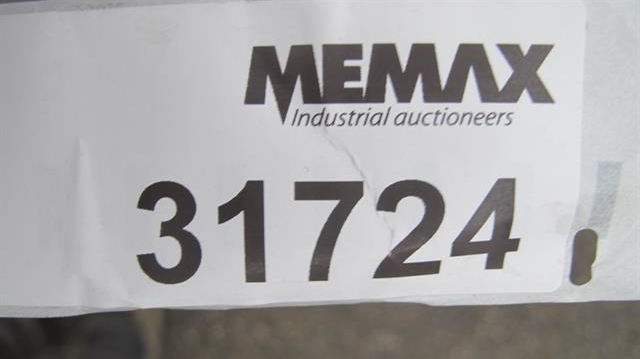 MEMAX
Industrial auctioneers
31724